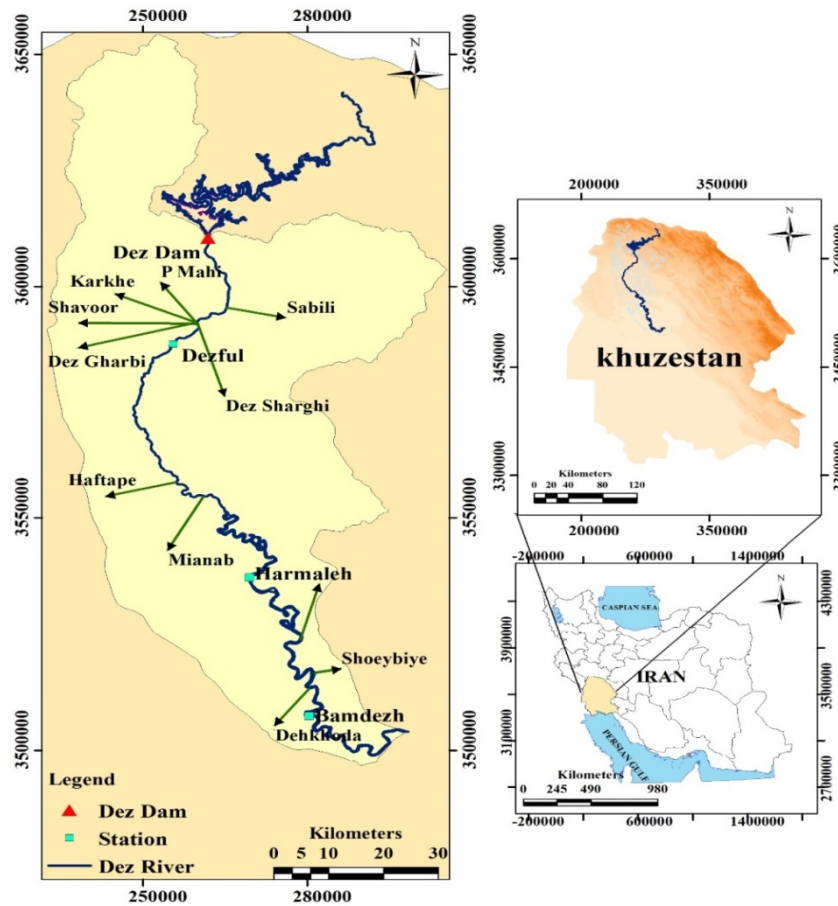 250000 280000
3650000
3650000
N
Dez Dam
P Mahi
Karkhe
3600000
3600000
Shavoor
Sabili
Dez Gharbi
Dezful
Dez Sharghi
Haftape
3550000
3550000
Mianab
Harmaleh
Shoeybiye
Bamdezh
Dehkhoda
3500000
3500000
Legend
Dez Dam
Station
Dez River
Kilometers
0 5 10 20 30
250000 280000
200000 350000
N
3600000
3600000
khuzestan
3450000
3450000
Kilometers
0 20 40 80 120
3300000
3300000
200000 350000
-200000 600000 1400000
N
CASPIAN SEA
4300000
3900000
IRAN
3500000
3100000
PERSIAN GULF
Kilometers
0 245 490 980
2700000
-200000 600000 1400000